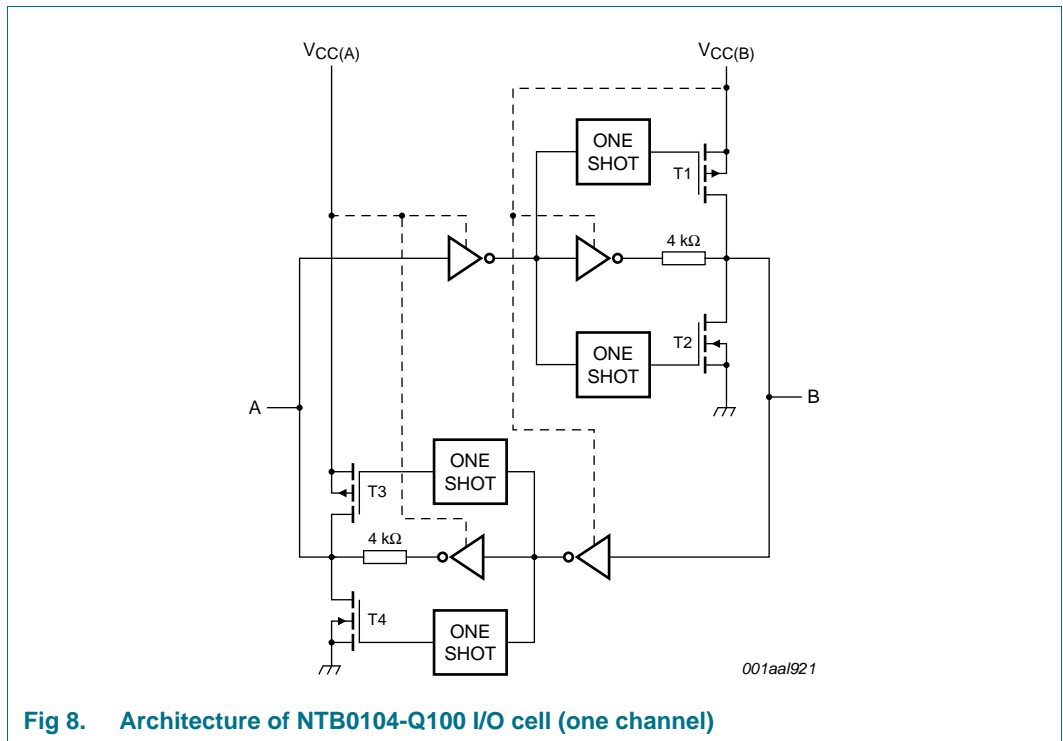 VCC(A)
VCC(B)
ONE
SHOT
T1
4 kΩ
ONE
SHOT
T2
A
B
ONE
SHOT
T3
4 kΩ
T4
ONE
SHOT
001aal921
Fig 8. Architecture of NTB0104-Q100 I/O cell (one channel)